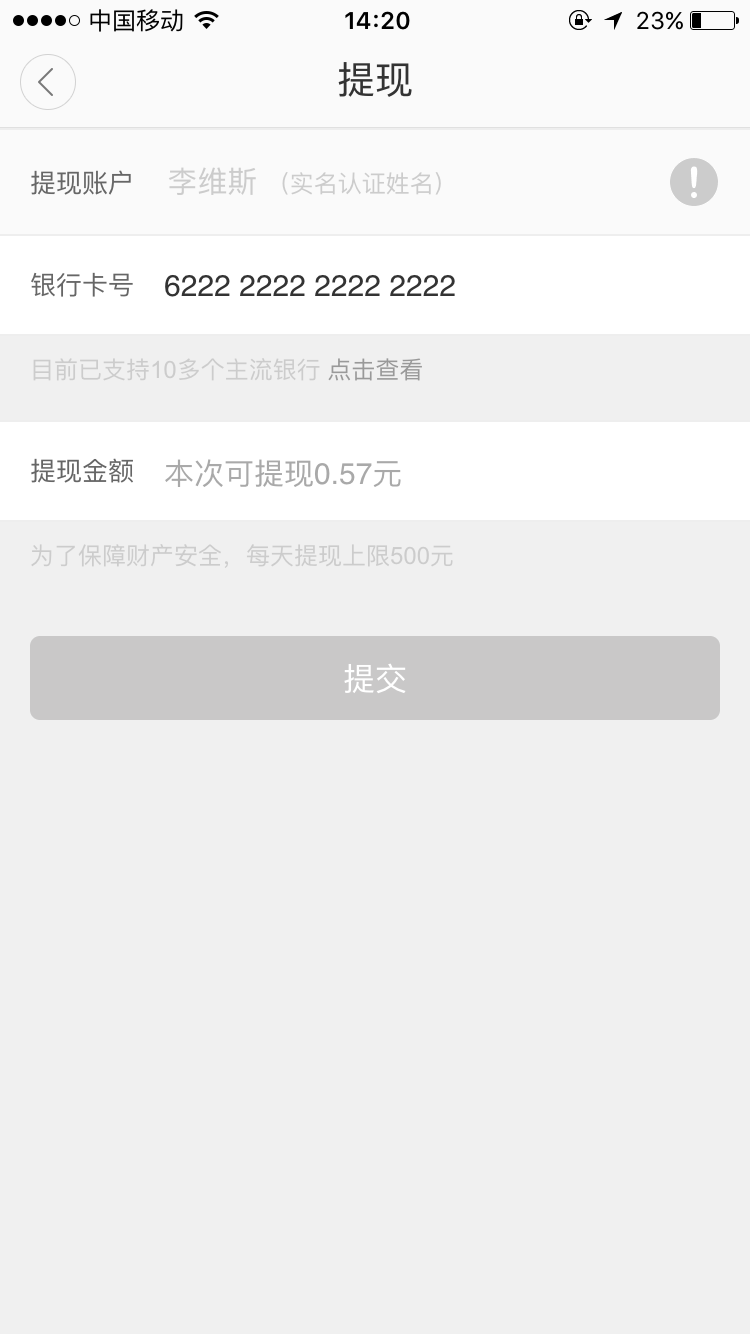 中国移动 14:20 23%
提现
提现账户 李维斯 （实名认证姓名）
银行卡号 6222 2222 2222 2222
目前已支持10多个主流银行 点击查看
提现金额 本次可提现0.57元
为了保障财产安全，每天提现上限500元
提交